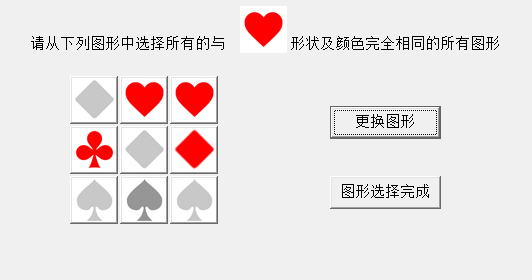 请从下列图形中选择所有的与 形状及颜色完全相同的所有图形
更换图形
图形选择完成